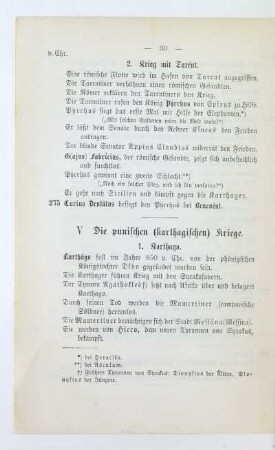 — 30 —
v. Chr.
2. Krieg mit Tarent.
Eine römische Flotte wird im Hafen von Tarent angegriffen.
Die Tarentiner verhöhnen einen römischen Gesandten.
Die Römer erklären den Tarentinern den Krieg.
Die Tarentiner rufen den König Pyrrhus von Epirus zu Hilfe.
Pyrrhus siegt das erste Mal mit Hilfe der Elephanten.*)
(„Mit solchen Soldaten wäre die Welt mein!“)
Er läßt dem Senate durch den Redner Kineas den Frieden
antragen.
Der blinde Senator Appius Claudius widerrät den Frieden.
G(ajus) Fabricius, der römische Gesandte, zeigt sich unbestechlich
und furchtlos.
Pyrrhus gewinnt eine zweite Schlacht.**)
(„Noch ein solcher Sieg, und ich bin verloren!“)
Er geht nach Sicilien und kämpft gegen die Karthager.
275 Curius Dentatus besiegt den Pyrrhus bei Benevent.
V Die punischen (karthagischen) Kriege.
1. Karthago.
Karthago soll im Jahre 850 v. Chr. von der phönizischen
Königstochter Dido gegründet worden sein.
Die Karthager führen Krieg mit den Syrakusanern.
Der Tyrann Agathokles†) setzt nach Afrika über und belagert
Karthago.
Durch seinen Tod werden die Mamertiner (campanische
Söldner) herrenlos.
Die Mamertiner bemächtigen sich der Stadt Messana (Messina).
Sie werden von Hiero, dem neuen Tyrannen von Syrakus,
bekämpft.
*) bei Heraclea.
**) bei Asculum.
†) Frühere Tyrannen von Syrakus: Dionysius der Ältere, Dio-
nysius der Jüngere.